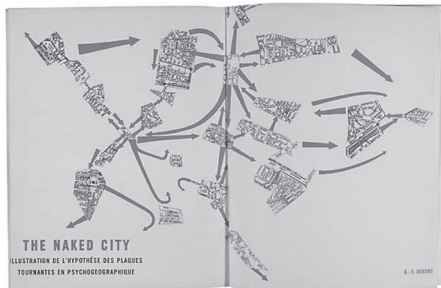 THE NAKED CITY
ILLUSTRATION DE L'HYPOTHÈSE DES PLAQUES
TOURNANTES EN PSYCHOGEOGRAPHIQUE
G.-E. DEBORD